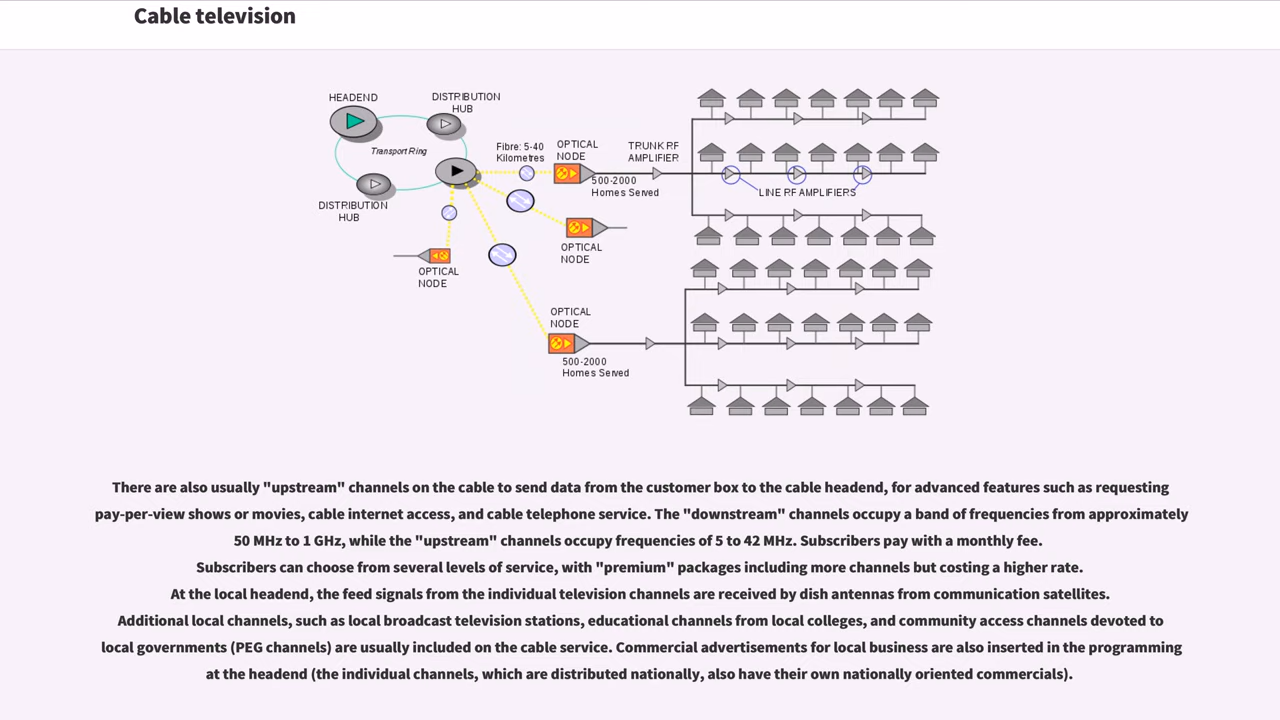 Cable television
HEADEND
DISTRIBUTION
HUB
Transport Ring
DISTRIBUTION
HUB
Fibre: 5-40
Kilometres
OPTICAL
NODE
TRUNK RF
AMPLIFIER
500-2000
Homes Served
LINE RF AMPLIFIERS
OPTICAL
NODE
OPTICAL
NODE
OPTICAL
NODE
500-2000
Homes Served
There are also usually "upstream" channels on the cable to send data from the customer box to the cable headend, for advanced features such as requesting
pay-per-view shows or movies, cable internet access, and cable telephone service. The "downstream" channels occupy a band of frequencies from approximately
50 MHz to 1 GHz, while the "upstream" channels occupy frequencies of 5 to 42 MHz. Subscribers pay with a monthly fee.
Subscribers can choose from several levels of service, with "premium" packages including more channels but costing a higher rate.
At the local headend, the feed signals from the individual television channels are received by dish antennas from communication satellites.
Additional local channels, such as local broadcast television stations, educational channels from local colleges, and community access channels devoted to
local governments (PEG channels) are usually included on the cable service. Commercial advertisements for local business are also inserted in the programming
at the headend (the individual channels, which are distributed nationally, also have their own nationally oriented commercials).